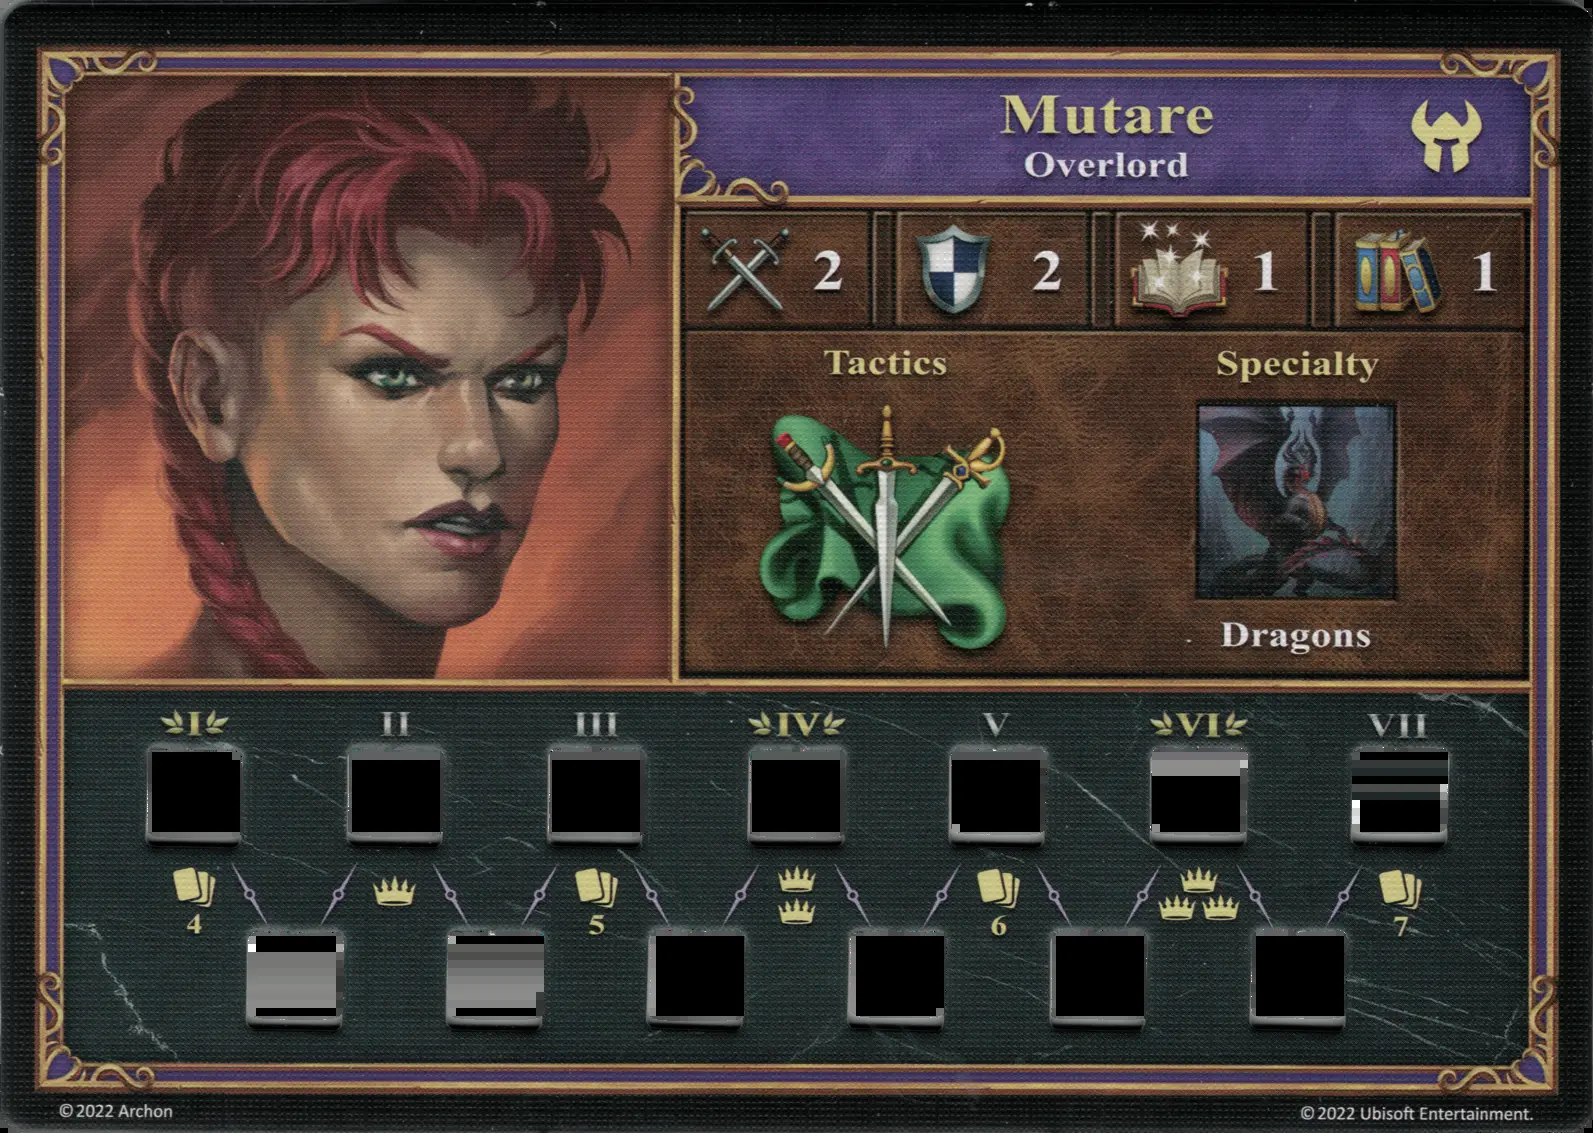 Mutare
Overlord
2 2 1 1
Tactics Specialty
Dragons
I II III IV V VI VII
4 5 6 7
© 2022 Archon © 2022 Ubisoft Entertainment.